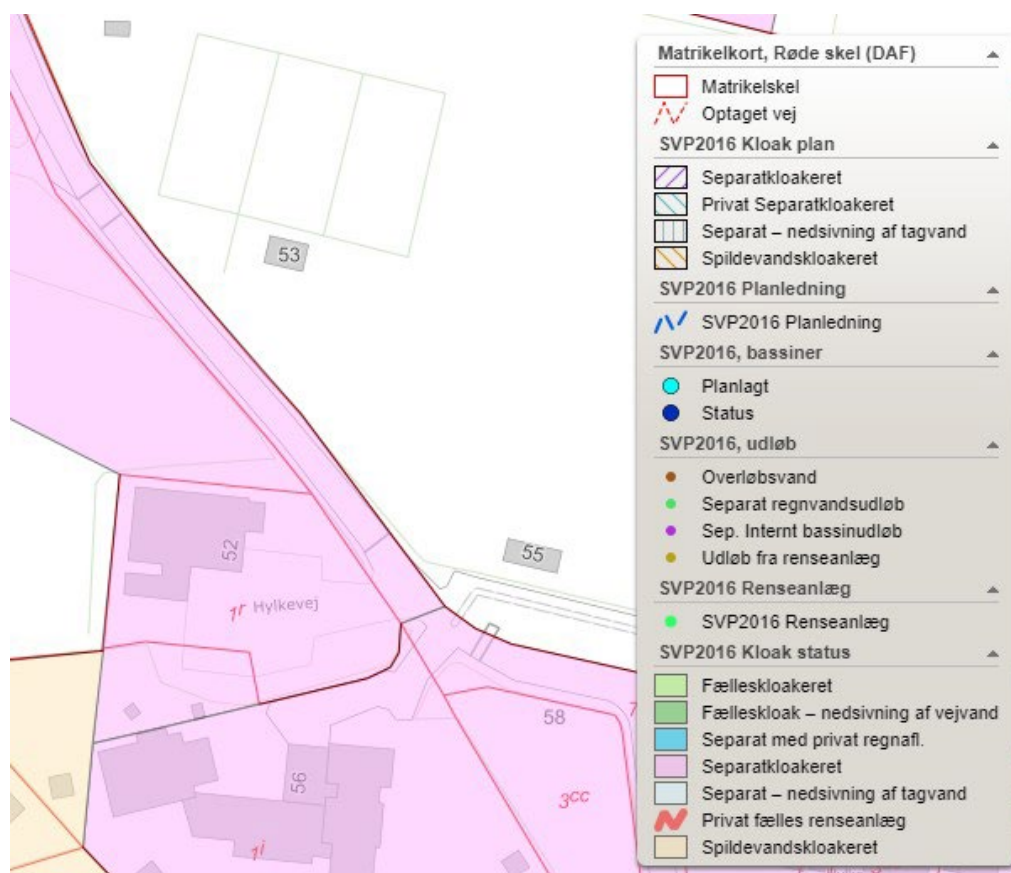 Matrikelkort, Røde skel (DAF)
Matrikelskel
Optaget vej
SVP2016 Kloak plan
Separatkloakeret
Privat Separatkloakeret
Separat – nedsivning af tagvand
Spildevandskloakeret
SVP2016 Planledning
SVP2016 Planledning
SVP2016, bassiner
Planlagt
Status
SVP2016, udløb
Overløbsvand
Separat regnvandsudløb
Sep. Internt bassinudløb
Udløb fra renseanlæg
SVP2016 Renseanlæg
SVP2016 Renseanlæg
SVP2016 Kloak status
Fælleskloakeret
Fælleskloak – nedsivning af vejvand
Separat med privat regnafl.
Separatkloakeret
Separat – nedsivning af tagvand
Privat fælles renseanlæg
Spildevandskloakeret
53
52
55
7r Hylkevej
58
56
3cc
7i